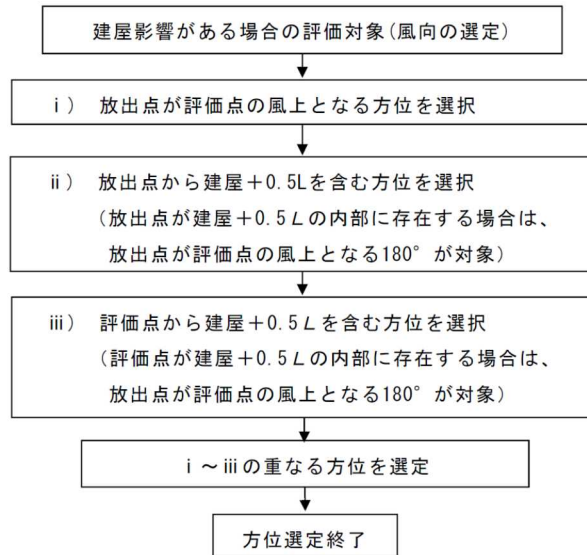 建屋影響がある場合の評価対象(風向の選定)
ⅰ) 放出点が評価点の風上となる方位を選択
ⅱ) 放出点から建屋＋0.5Lを含む方位を選択
(放出点が建屋＋0.5Lの内部に存在する場合は、
放出点が評価点の風上となる180°が対象)
ⅲ) 評価点から建屋＋0.5Lを含む方位を選択
(評価点が建屋＋0.5Lの内部に存在する場合は、
放出点が評価点の風上となる180°が対象)
ⅰ～ⅲの重なる方位を選定
方位選定終了